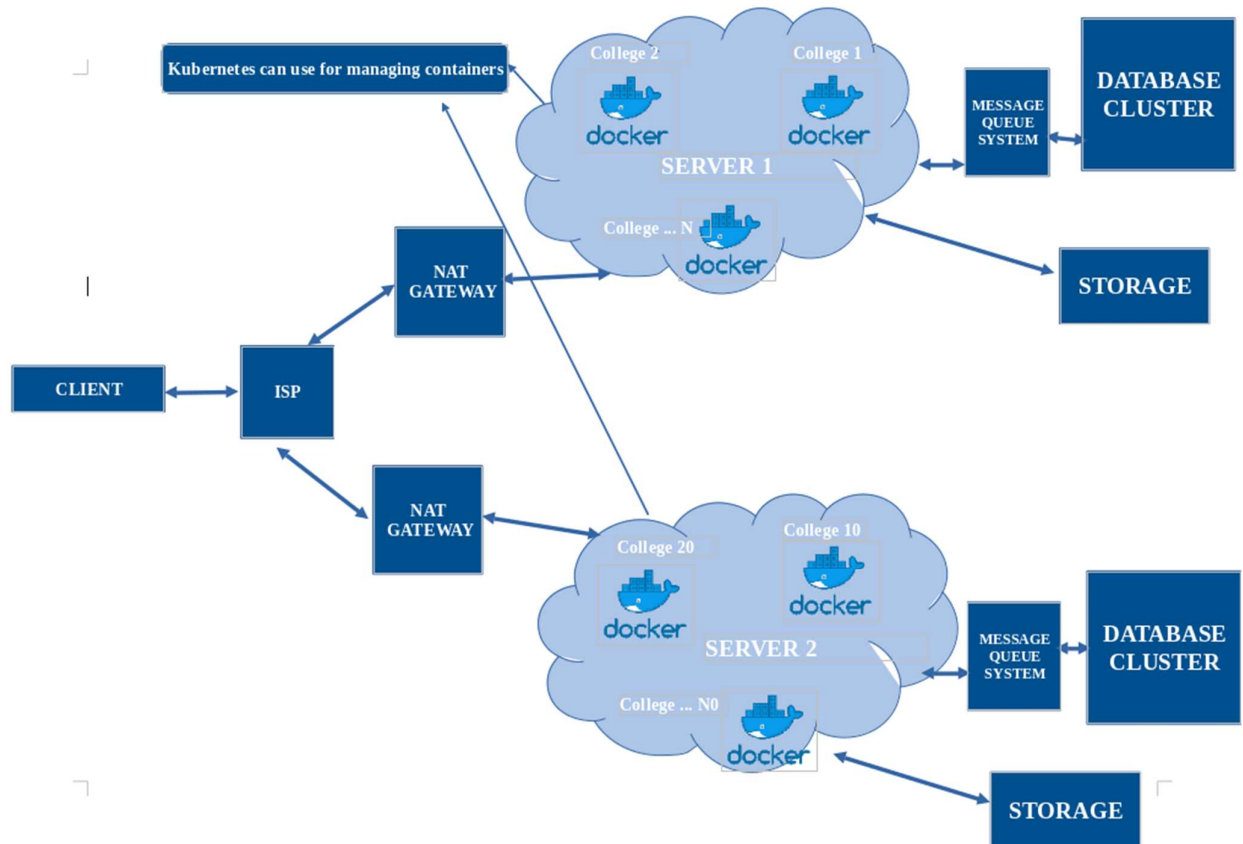 Kubernetes can use for managing containers
College 2
College 1
docker
docker
SERVER 1
College ... N
docker
MESSAGE
QUEUE
SYSTEM
DATABASE
CLUSTER
STORAGE
NAT
GATEWAY
CLIENT
ISP
NAT
GATEWAY
College 20
College 10
docker
docker
SERVER 2
College ... N0
docker
MESSAGE
QUEUE
SYSTEM
DATABASE
CLUSTER
STORAGE